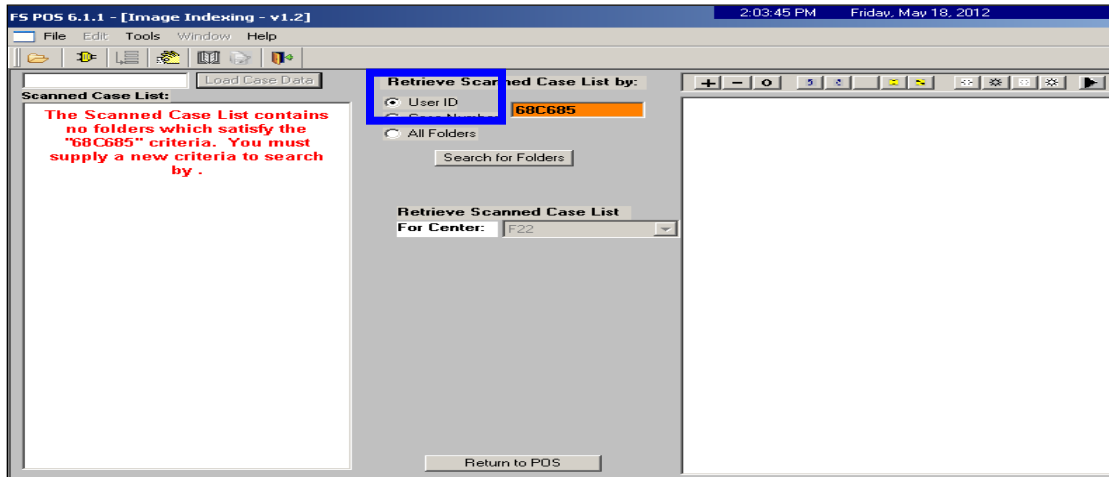 FS POS 6.1.1 - [Image Indexing - v1.2]
2:03:45 PM Friday, May 18, 2012
File Edit Tools Window Help
Load Case Data
Scanned Case List:
The Scanned Case List contains
no folders which satisfy the
"68C685" criteria. You must
supply a new criteria to search
by .
Retrieve Scanned Case List by:
User ID
68C685
Case Number
All Folders
Search for Folders
Retrieve Scanned Case List
For Center: F22
Return to POS